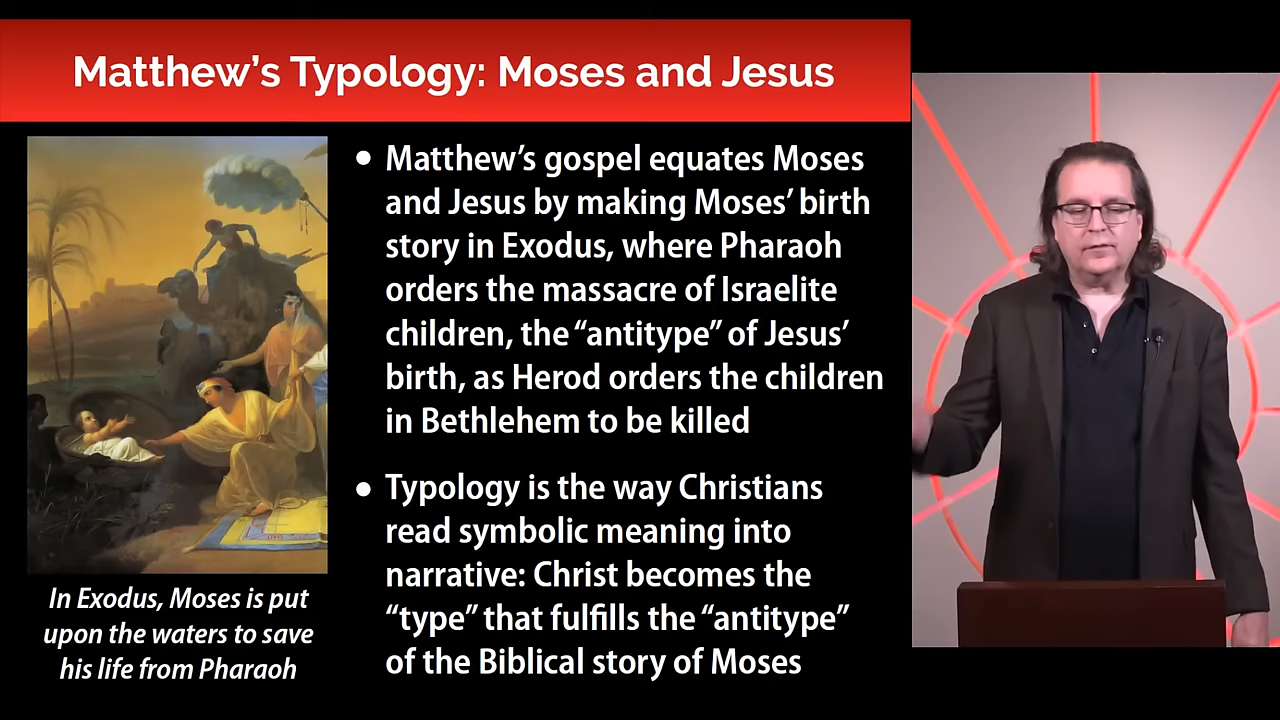 Matthew’s Typology: Moses and Jesus
• Matthew’s gospel equates Moses
and Jesus by making Moses’ birth
story in Exodus, where Pharaoh
orders the massacre of Israelite
children, the “antitype” of Jesus’
birth, as Herod orders the children
in Bethlehem to be killed
• Typology is the way Christians
read symbolic meaning into
narrative: Christ becomes the
“type” that fulfills the “antitype”
of the Biblical story of Moses
In Exodus, Moses is put
upon the waters to save
his life from Pharaoh